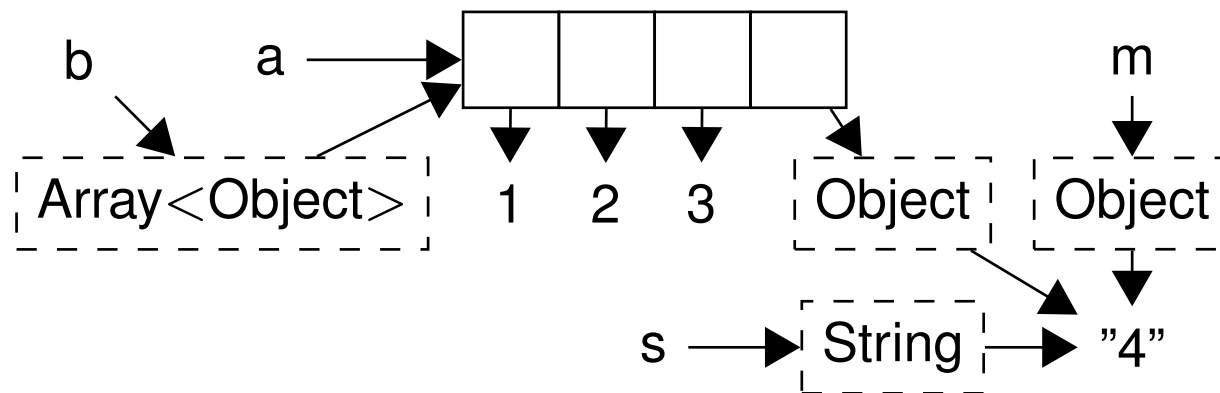 b a m
Array<Object> 1 2 3 Object Object
s String ”4”